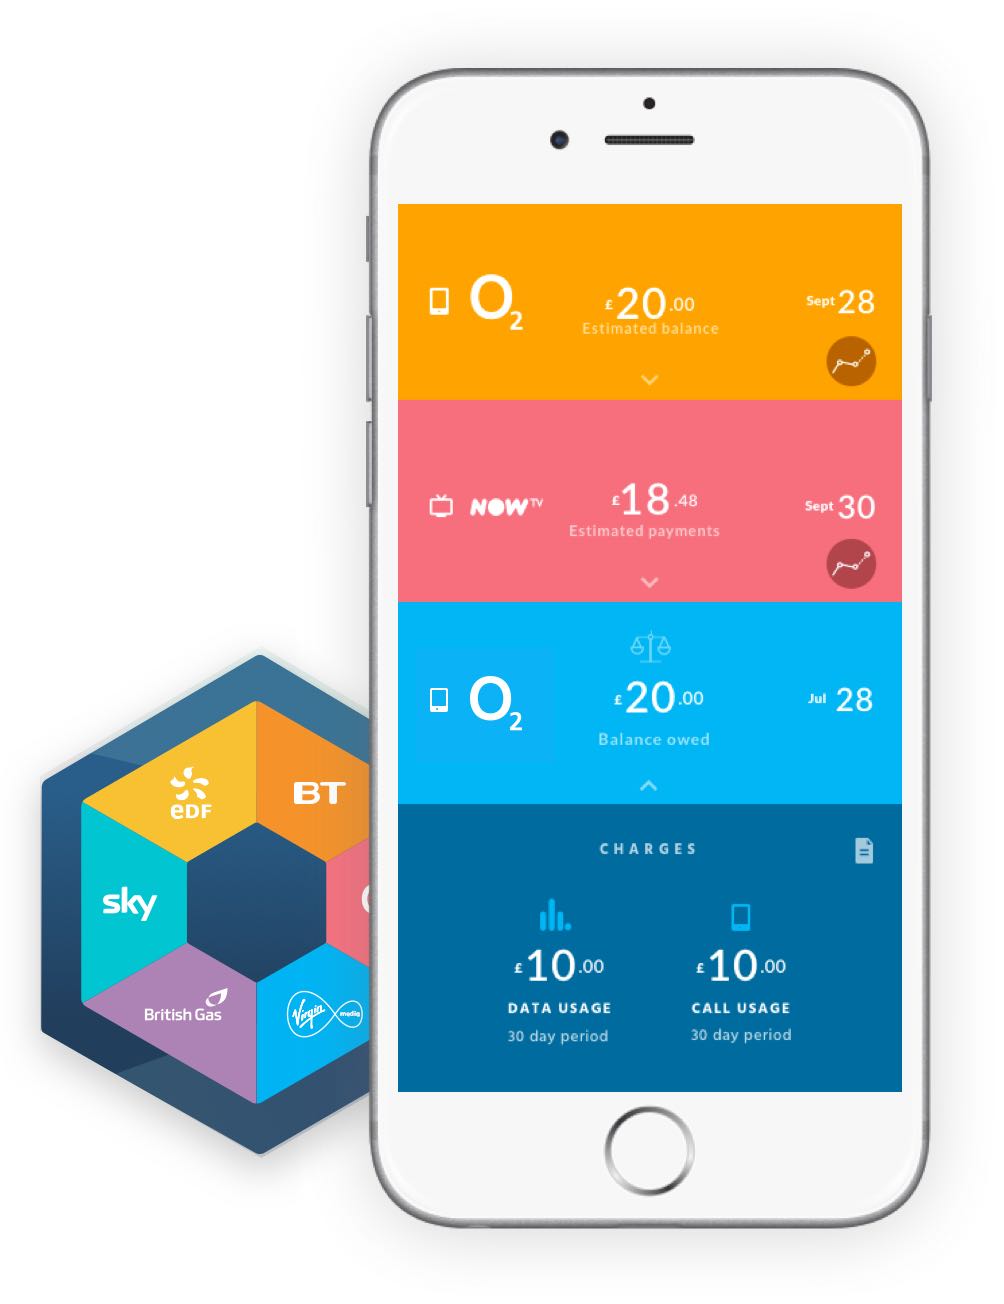 O2
£20.00
Estimated balance
Sept 28
NOW TV
£18.48
Estimated payments
Sept 30
O2
£20.00
Balance owed
Jul 28
CHARGES
£10.00
DATA USAGE
30 day period
£10.00
CALL USAGE
30 day period
eDF
BT
sky
British Gas
Virgin media